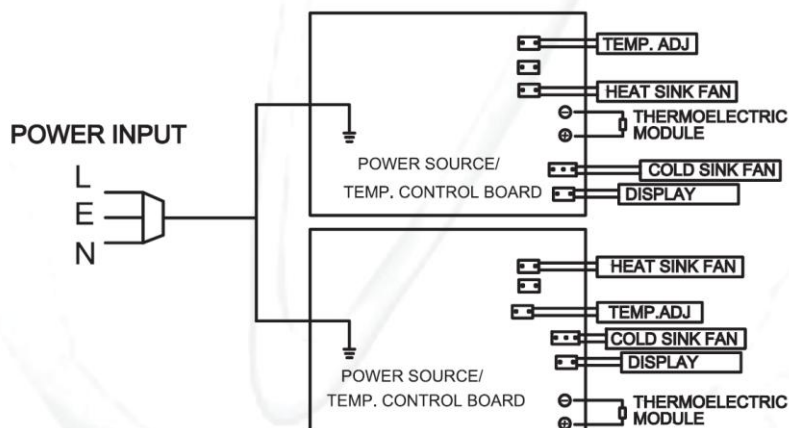 POWER INPUT
L
E
N
TEMP. ADJ
HEAT SINK FAN
THERMOELECTRIC
MODULE
COLD SINK FAN
DISPLAY
POWER SOURCE/
TEMP. CONTROL BOARD
HEAT SINK FAN
TEMP.ADJ
COLD SINK FAN
DISPLAY
THERMOELECTRIC
MODULE
POWER SOURCE/
TEMP. CONTROL BOARD